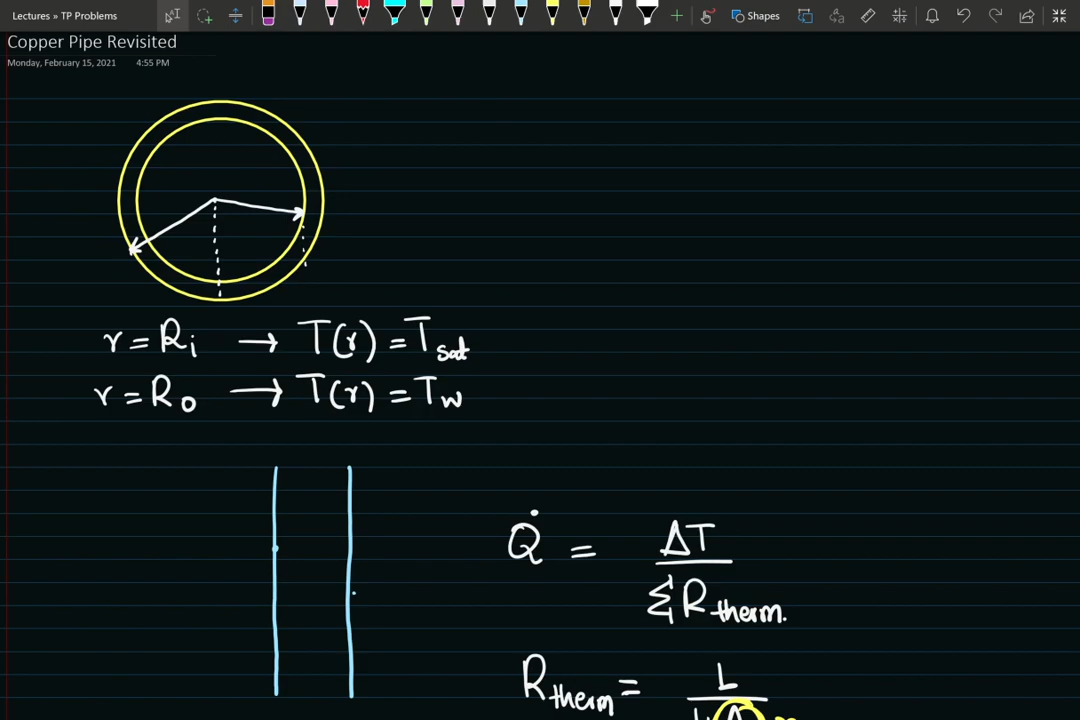 Lectures » TP Problems
Shapes
Copper Pipe Revisited
Monday, February 15, 2021 4:55 PM
r = Ri → T(r) = Tsat
r = Ro → T(r) = Tw
Q̇ = ΔT / Σ Rtherm.
Rtherm = L /